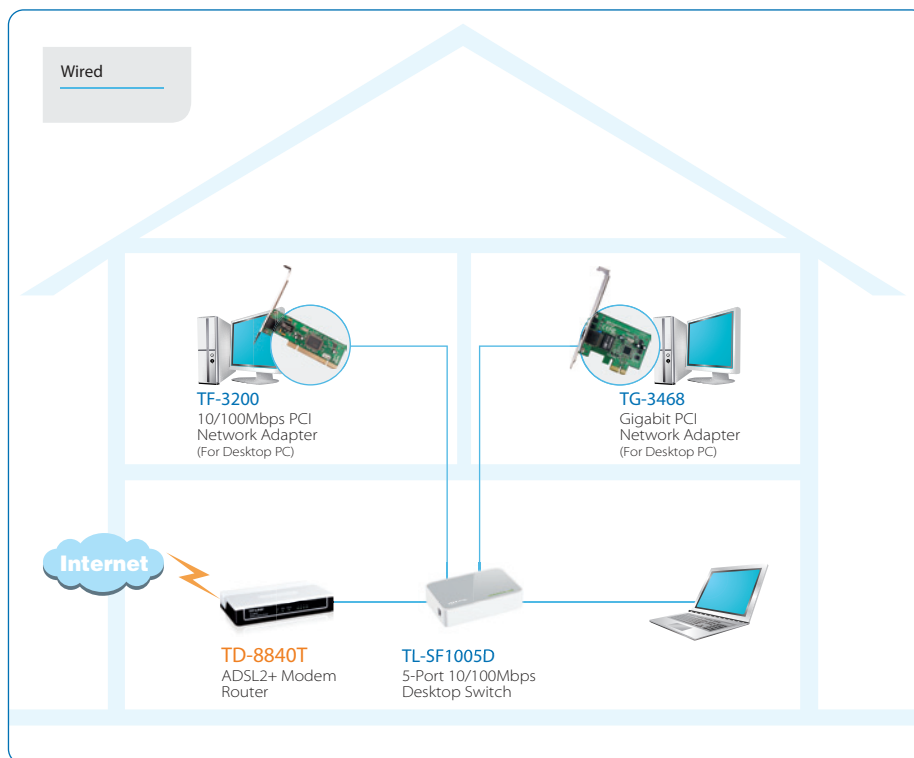 Wired
TF-3200
10/100Mbps PCI
Network Adapter
(For Desktop PC)
TG-3468
Gigabit PCI
Network Adapter
(For Desktop PC)
Internet
TD-8840T
ADSL2+ Modem
Router
TL-SF1005D
5-Port 10/100Mbps
Desktop Switch